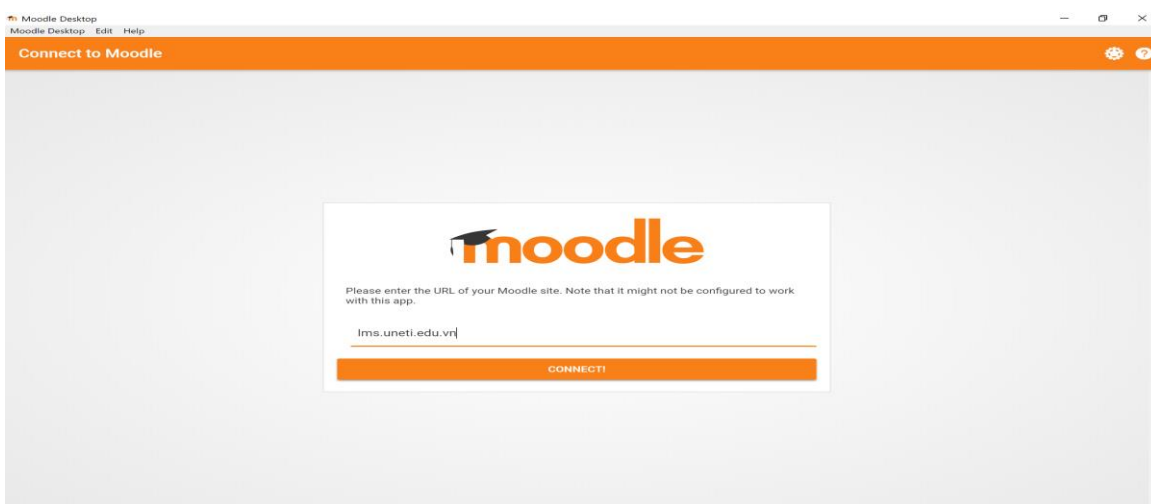 Moodle Desktop
Moodle Desktop Edit Help
Connect to Moodle
?
moodle
Please enter the URL of your Moodle site. Note that it might not be configured to work
with this app.
lms.uneti.edu.vn
CONNECT!